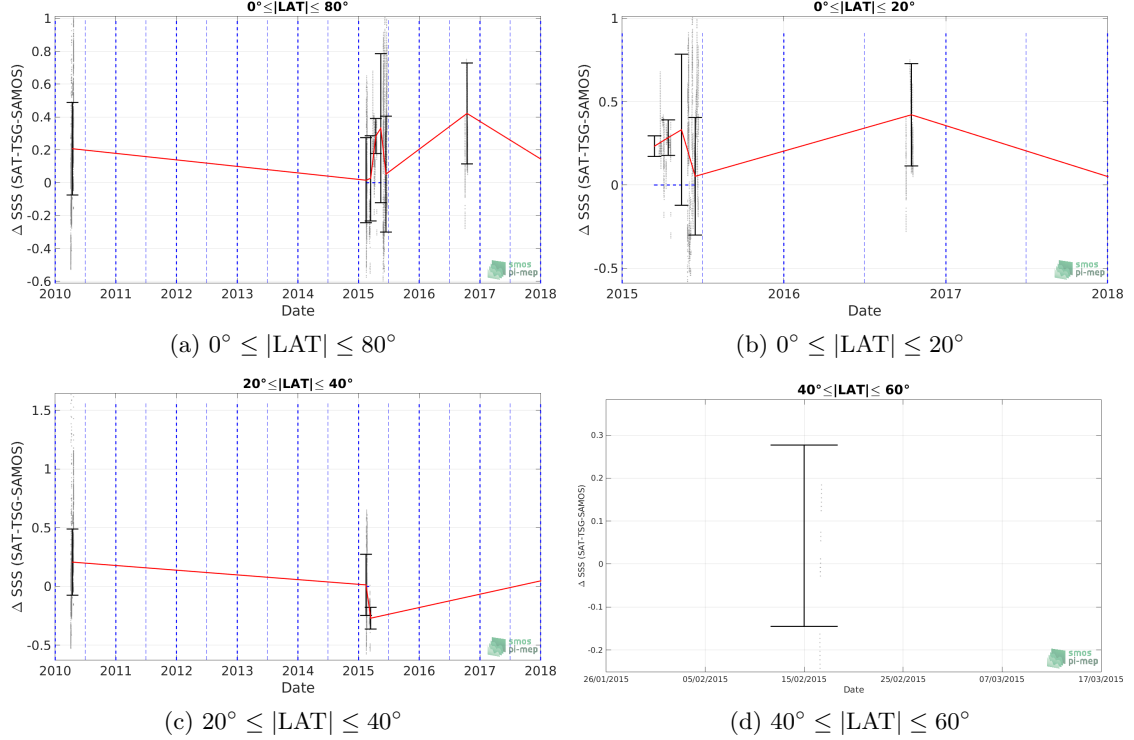 0°≤|LAT|≤ 80°
Δ SSS (SAT-TSG-SAMOS)
1
0.8
0.6
0.4
0.2
0
-0.2
-0.4
-0.6
2010 2011 2012 2013 2014 2015 2016 2017 2018
Date
smos
pi-mep
(a) 0° ≤ |LAT| ≤ 80°
0°≤|LAT|≤ 20°
Δ SSS (SAT-TSG-SAMOS)
1
0.5
0
-0.5
2015 2016 2017 2018
Date
smos
pi-mep
(b) 0° ≤ |LAT| ≤ 20°
20°≤|LAT|≤ 40°
Δ SSS (SAT-TSG-SAMOS)
1.5
1
0.5
0
-0.5
2010 2011 2012 2013 2014 2015 2016 2017 2018
Date
smos
pi-mep
(c) 20° ≤ |LAT| ≤ 40°
40°≤|LAT|≤ 60°
Δ SSS (SAT-TSG-SAMOS)
0.3
0.2
0.1
0
-0.1
-0.2
26/01/2015 05/02/2015 15/02/2015 25/02/2015 07/03/2015 17/03/2015
Date
smos
pi-mep
(d) 40° ≤ |LAT| ≤ 60°